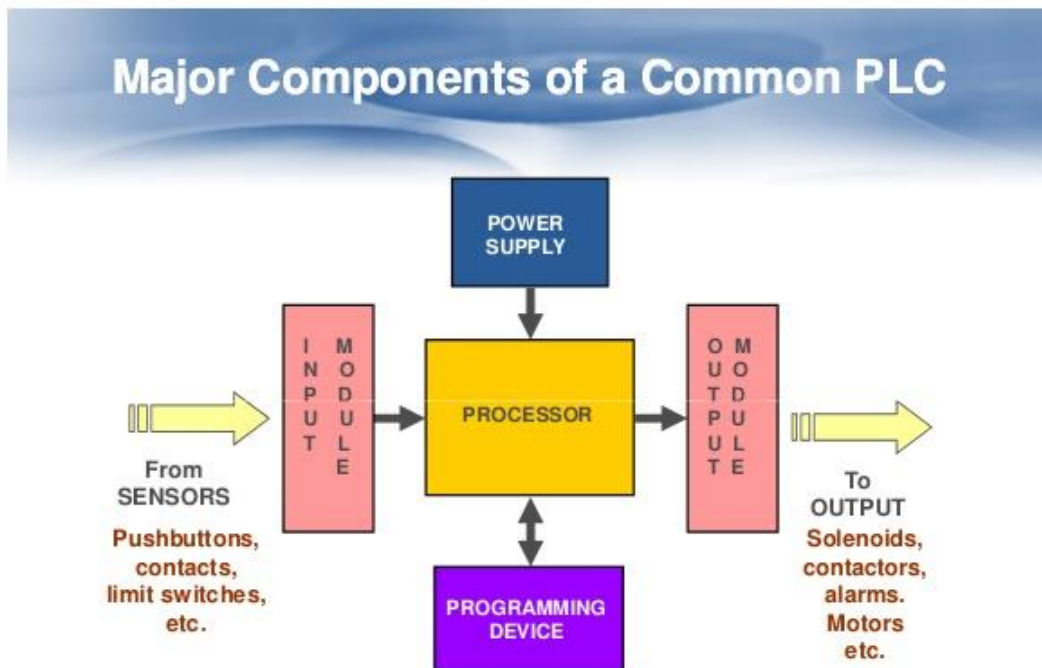 Major Components of a Common PLC
POWER
SUPPLY
INPUT MODULE
PROCESSOR
OUTPUT MODULE
From
SENSORS
Pushbuttons,
contacts,
limit switches,
etc.
To
OUTPUT
Solenoids,
contactors,
alarms.
Motors
etc.
PROGRAMMING
DEVICE